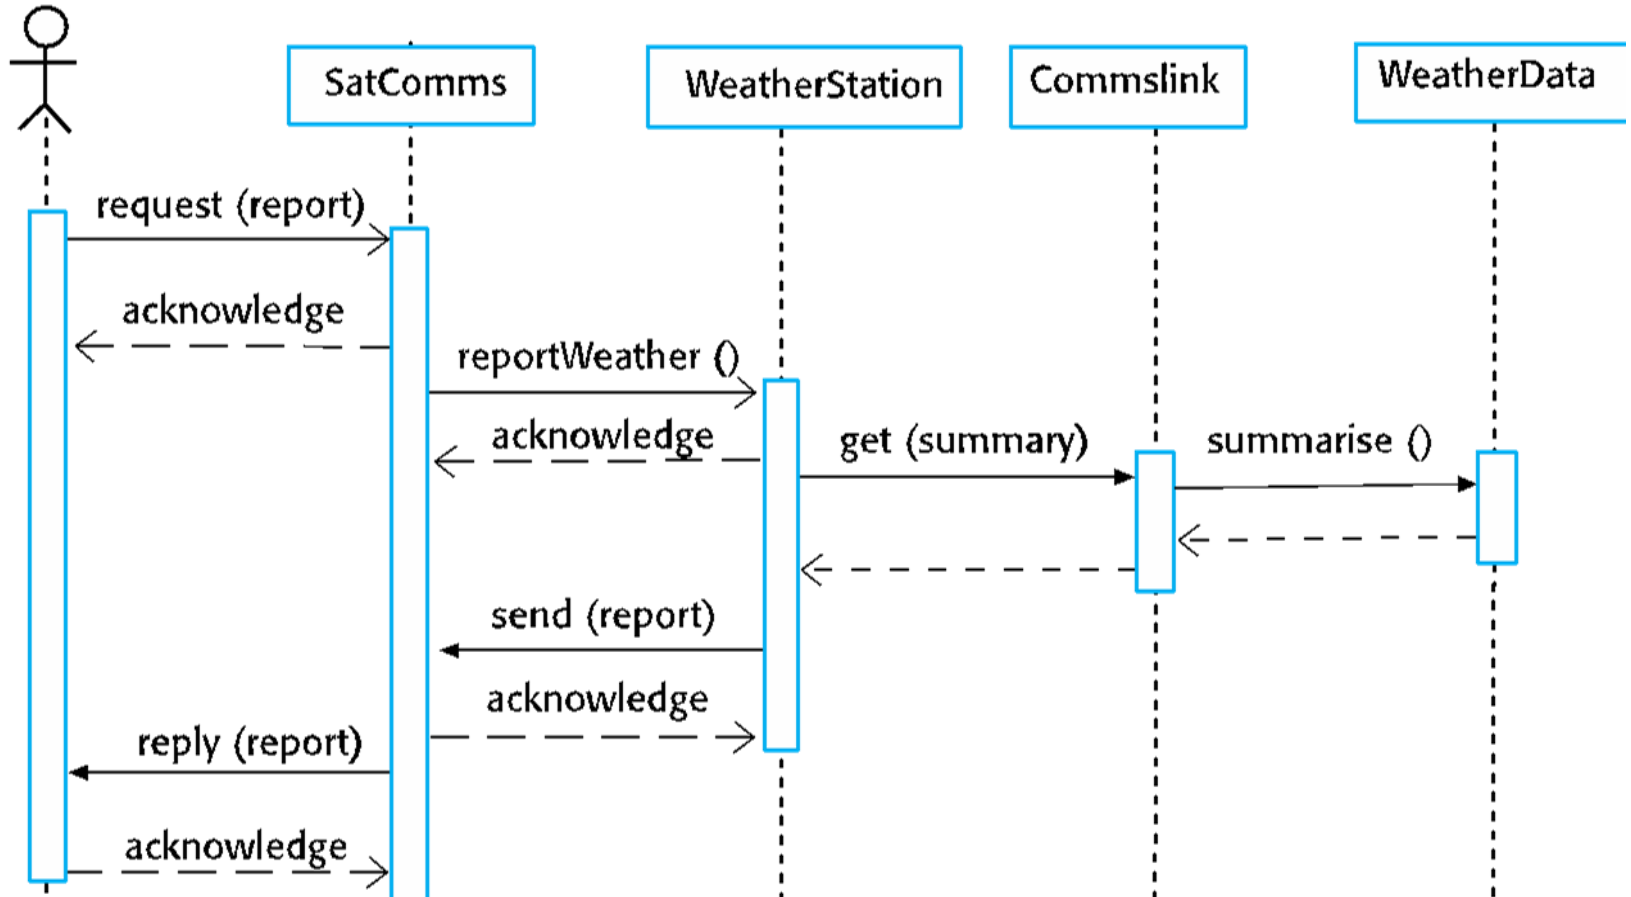 SatComms
WeatherStation
Commslink
WeatherData
request (report)
acknowledge
reportWeather ()
acknowledge
get (summary)
summarise ()
send (report)
acknowledge
reply (report)
acknowledge